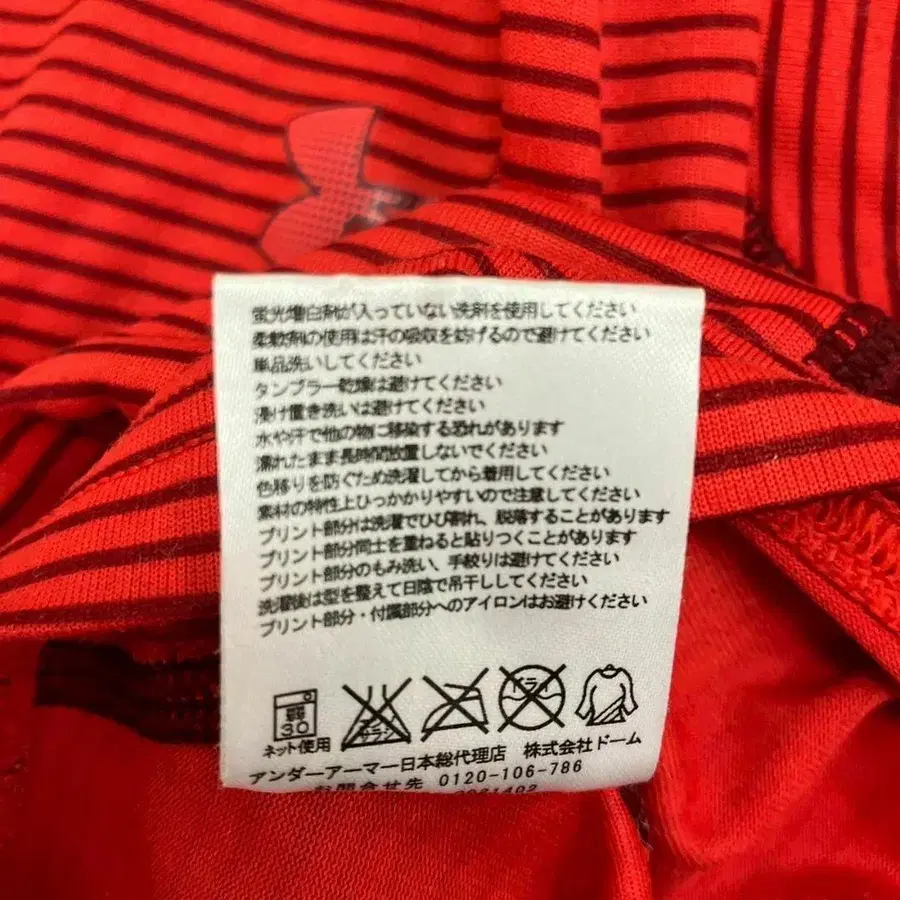 蛍光増白剤が入っていない洗剤を使用してください
柔軟剤の使用は汗の吸収を妨げるので避けてください
単品洗いしてください
タンブラー乾燥は避けてください
浸け置き洗いは避けてください
水や汗で他の物に移染する恐れがあります
濡れたまま長時間放置しないでください
色移りを防ぐため洗濯してから着用してください
素材の特性上ひっかかりやすいので注意してください
プリント部分は洗濯でひび割れ、脱落することがあります
プリント部分同士を重ねると貼りつくことがあります
プリント部分のもみ洗い、手絞りは避けてください
洗濯後は型を整えて日陰で吊干ししてください
プリント部分・付属部分へのアイロンはお避けください
弱
30
サラシ
ドライ
ネット使用
アンダーアーマー日本総代理店 株式会社ドーム
お問合せ先 0120-106-786